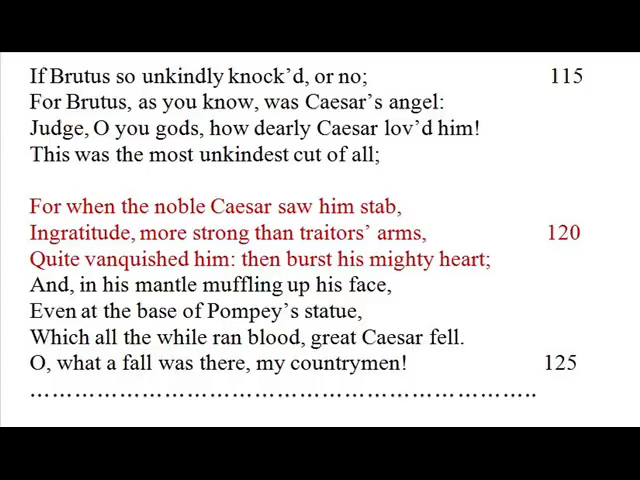 If Brutus so unkindly knock’d, or no; 115
For Brutus, as you know, was Caesar’s angel:
Judge, O you gods, how dearly Caesar lov’d him!
This was the most unkindest cut of all;
For when the noble Caesar saw him stab,
Ingratitude, more strong than traitors’ arms, 120
Quite vanquished him: then burst his mighty heart;
And, in his mantle muffling up his face,
Even at the base of Pompey’s statue,
Which all the while ran blood, great Caesar fell.
O, what a fall was there, my countrymen! 125
………………………………………………………..